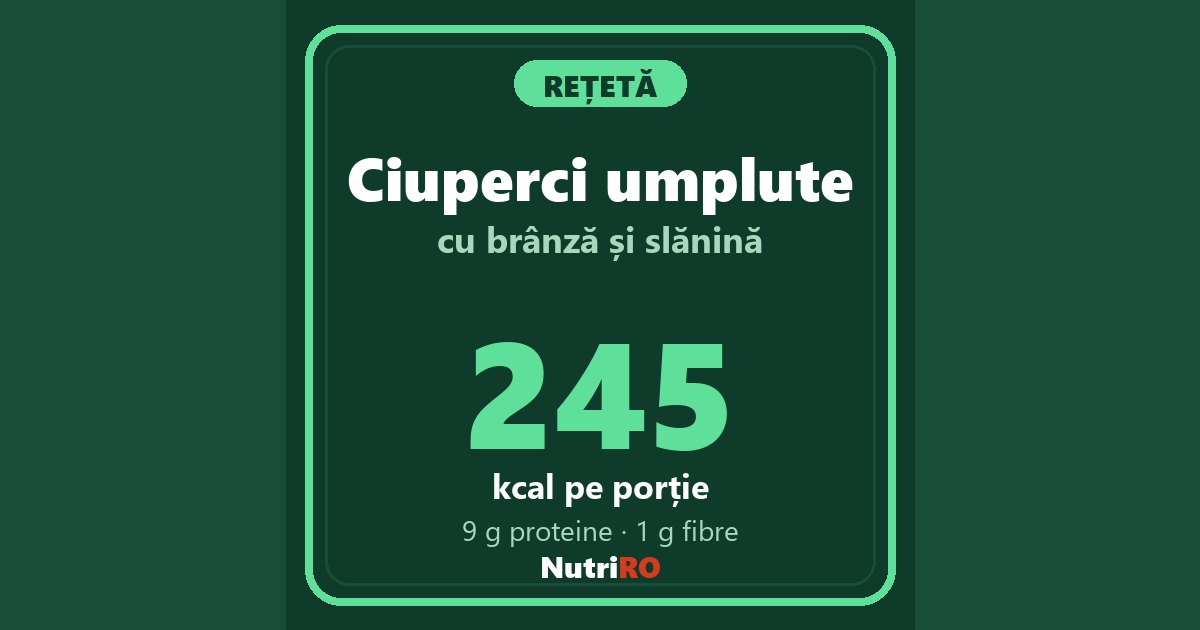 REȚETĂ
Ciuperci umplute
cu brânză și slănină
245
kcal pe porție
9 g proteine · 1 g fibre
NutriRO